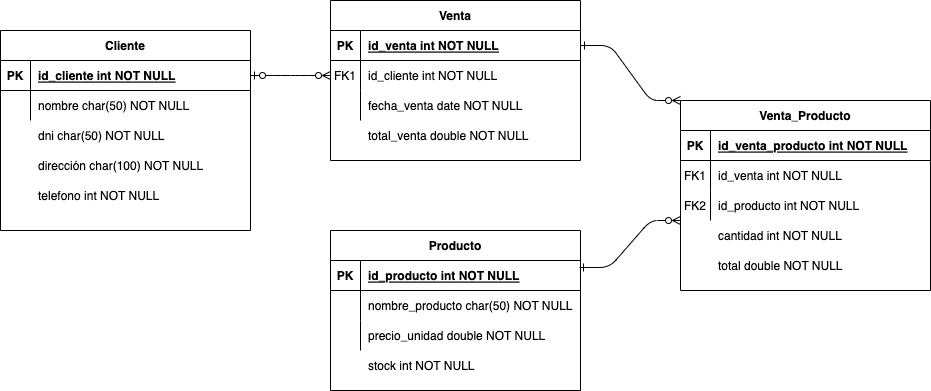 Cliente
PK id_cliente int NOT NULL
nombre char(50) NOT NULL
dni char(50) NOT NULL
dirección char(100) NOT NULL
telefono int NOT NULL
Venta
PK id_venta int NOT NULL
FK1 id_cliente int NOT NULL
fecha_venta date NOT NULL
total_venta double NOT NULL
Producto
PK id_producto int NOT NULL
nombre_producto char(50) NOT NULL
precio_unidad double NOT NULL
stock int NOT NULL
Venta_Producto
PK id_venta_producto int NOT NULL
FK1 id_venta int NOT NULL
FK2 id_producto int NOT NULL
cantidad int NOT NULL
total double NOT NULL